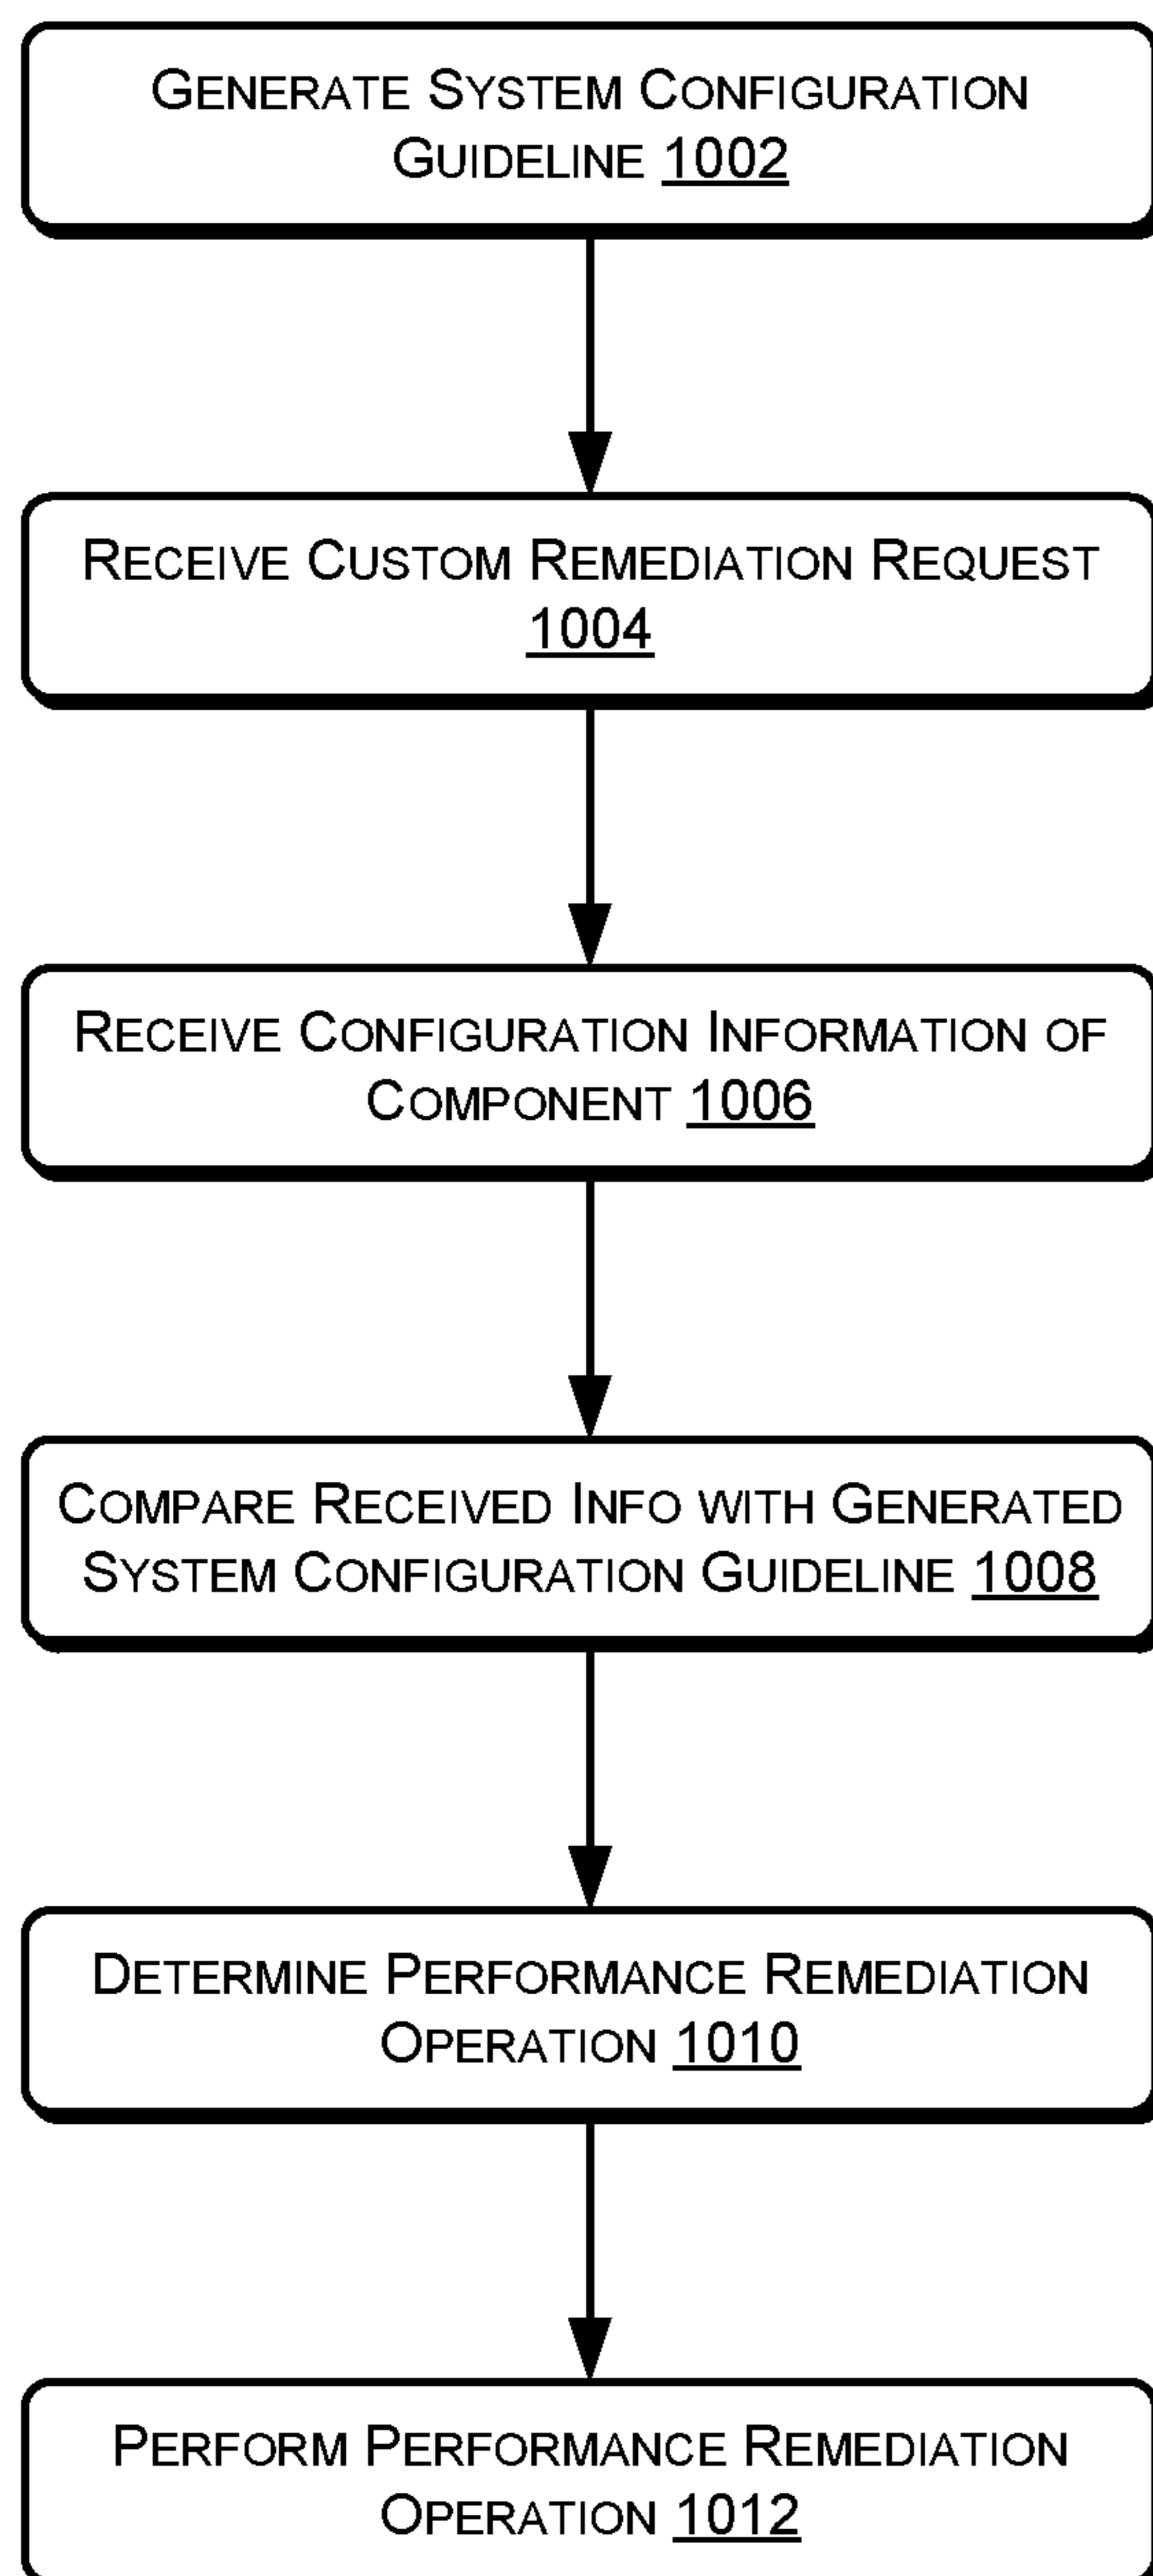 GENERATE SYSTEM CONFIGURATION
GUIDELINE 1002
RECEIVE CUSTOM REMEDIATION REQUEST
1004
RECEIVE CONFIGURATION INFORMATION OF
COMPONENT 1006
COMPARE RECEIVED INFO WITH GENERATED
SYSTEM CONFIGURATION GUIDELINE 1008
DETERMINE PERFORMANCE REMEDIATION
OPERATION 1010
PERFORM PERFORMANCE REMEDIATION
OPERATION 1012